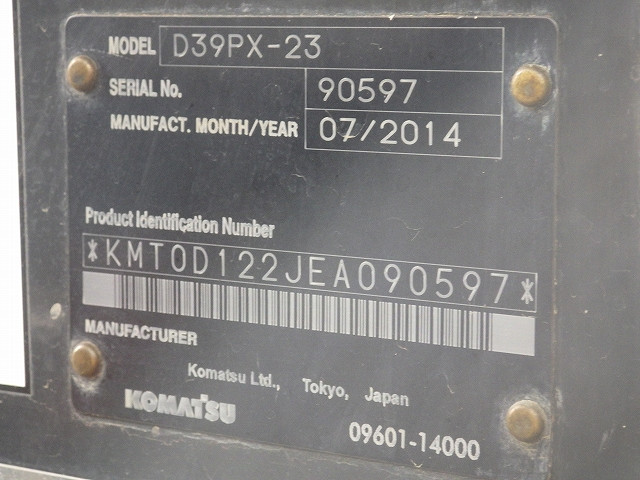 MODEL D39PX-23
SERIAL No. 90597
MANUFACT. MONTH/YEAR 07/2014
Product Identification Number
*KMT0D122JEA090597*
MANUFACTURER
Komatsu Ltd., Tokyo, Japan
KOMATSU
09601-14000